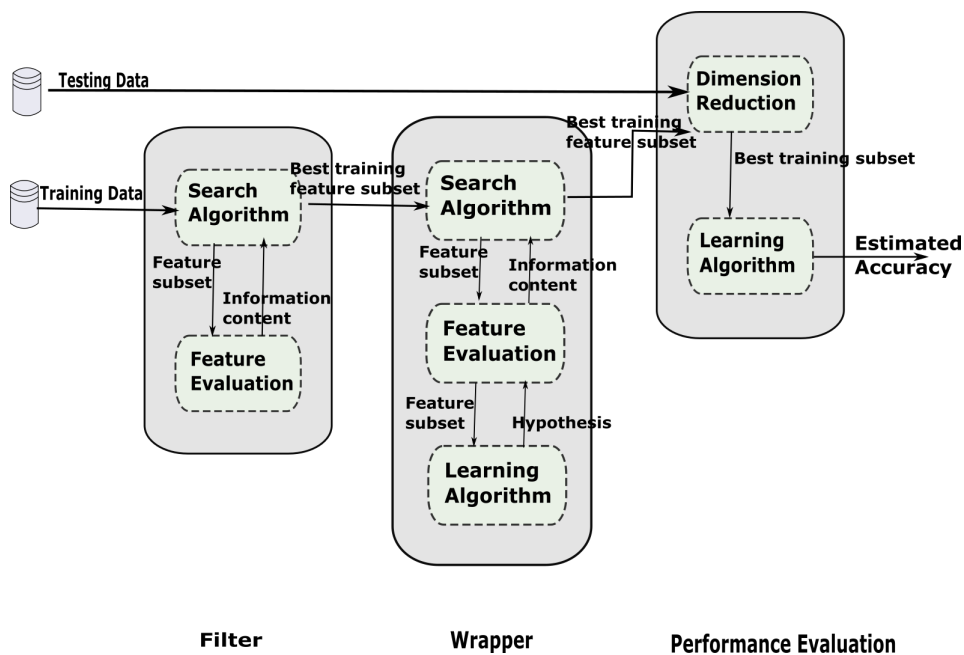 Testing Data
Dimension
Reduction
Best training
feature subset
Best training subset
Training Data
Search
Algorithm
Best training
feature subset
Search
Algorithm
Learning
Algorithm
Estimated
Accuracy
Feature
subset
Information
content
Feature
subset
Information
content
Feature
Evaluation
Feature
Evaluation
Feature
subset
Hypothesis
Learning
Algorithm
Filter
Wrapper
Performance Evaluation